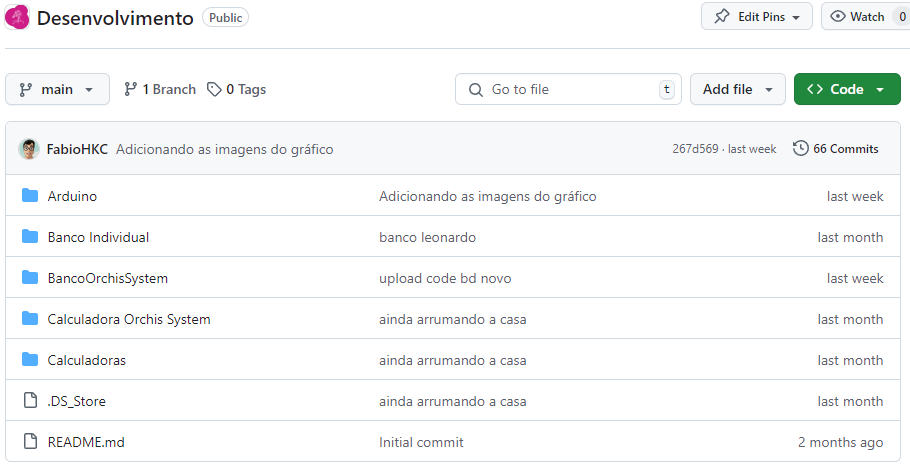 Desenvolvimento Public Edit Pins Watch 0
main 1 Branch 0 Tags Go to file t Add file Code
FabioHKC Adicionando as imagens do gráfico 267d569 · last week 66 Commits
Arduino Adicionando as imagens do gráfico last week
Banco Individual banco leonardo last month
BancoOrchisSystem upload code bd novo last week
Calculadora Orchis System ainda arrumando a casa last month
Calculadoras ainda arrumando a casa last month
.DS_Store ainda arrumando a casa last month
README.md Initial commit 2 months ago